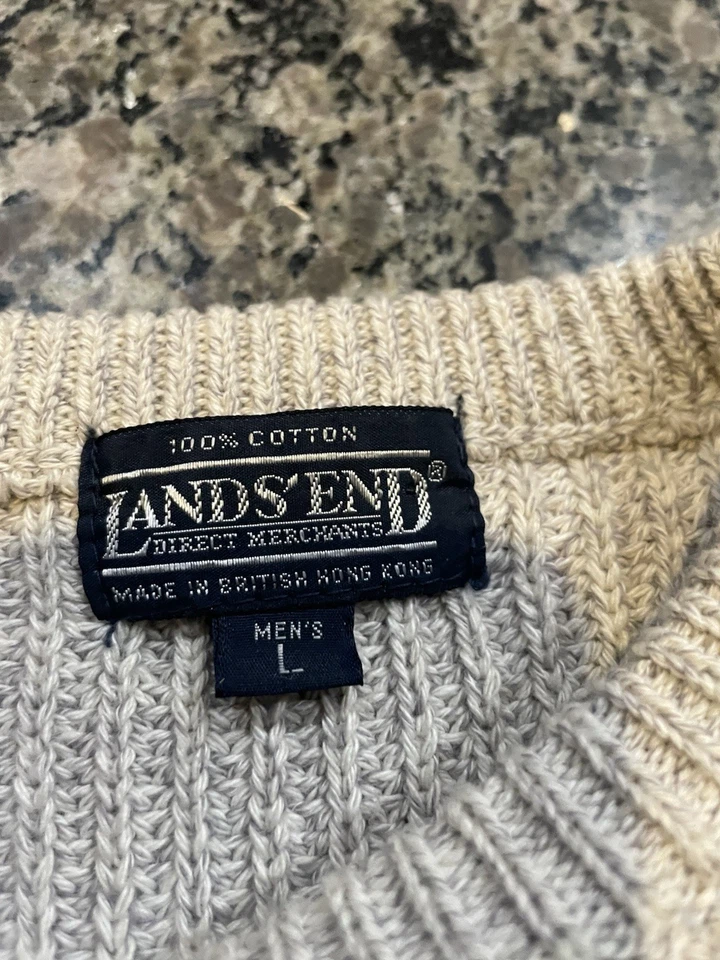 100% COTTON
LANDS' END®
DIRECT MERCHANTS
MADE IN BRITISH HONG KONG
MEN'S
L